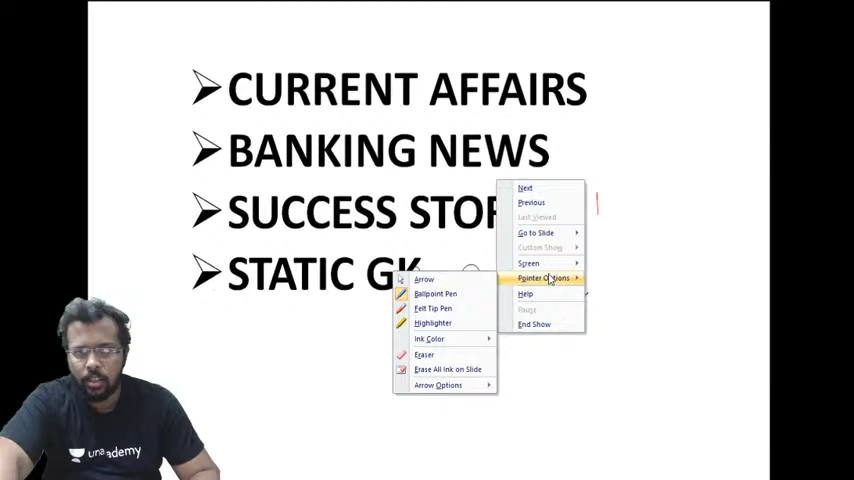 CURRENT AFFAIRS
BANKING NEWS
SUCCESS STOR
STATIC GK
Next
Previous
Last Viewed
Go to Slide
Custom Show
Screen
Pointer Options
Help
Pause
End Show
Arrow
Ballpoint Pen
Felt Tip Pen
Highlighter
Ink Color
Eraser
Erase All Ink on Slide
Arrow Options
unacademy